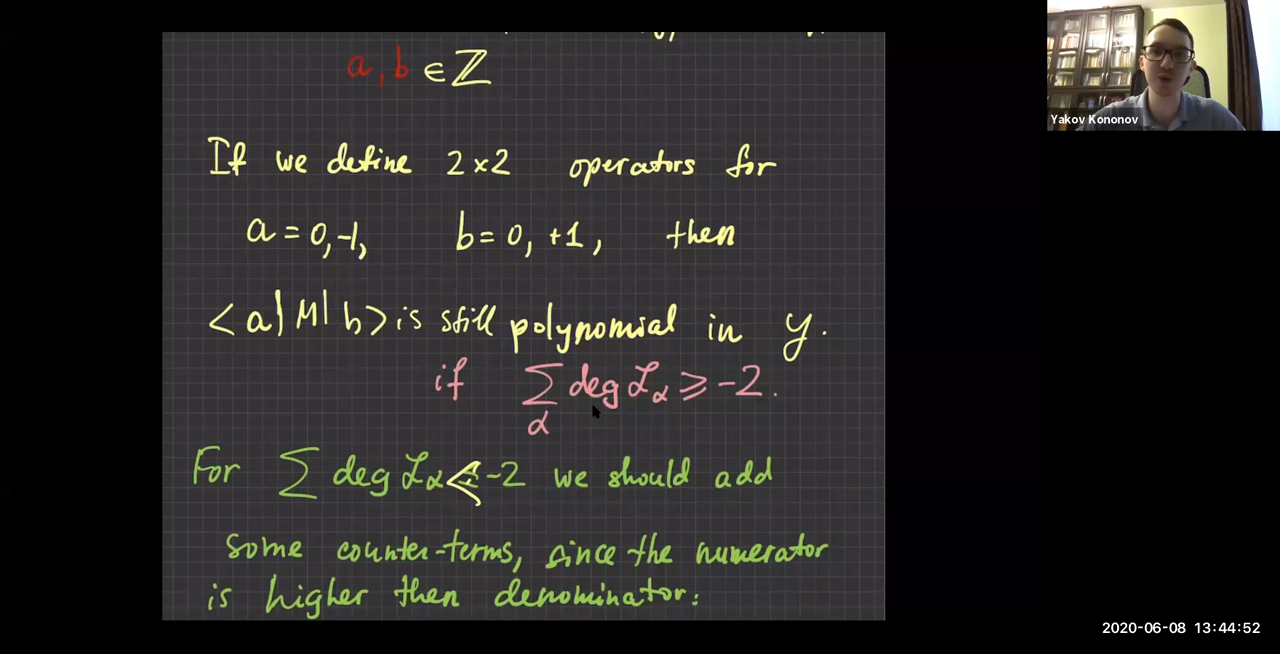 a, b ∈ ℤ
Yakov Kononov
If we define 2×2 operators for
a = 0, -1, b = 0, +1, then
<a|M|b> is still polynomial in y.
if ∑_α deg ℒ_α ⩾ -2.
For ∑ deg ℒ_α < -2 we should add
some counter-terms, since the numerator
is higher then denominator:
2020-06-08 13:44:52